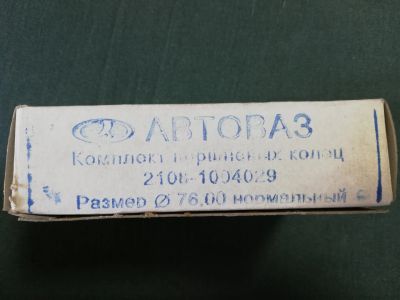 АВТОВАЗ
Комплект поршневых колец
2108-1004029
Размер Ø 76,00 нормальный